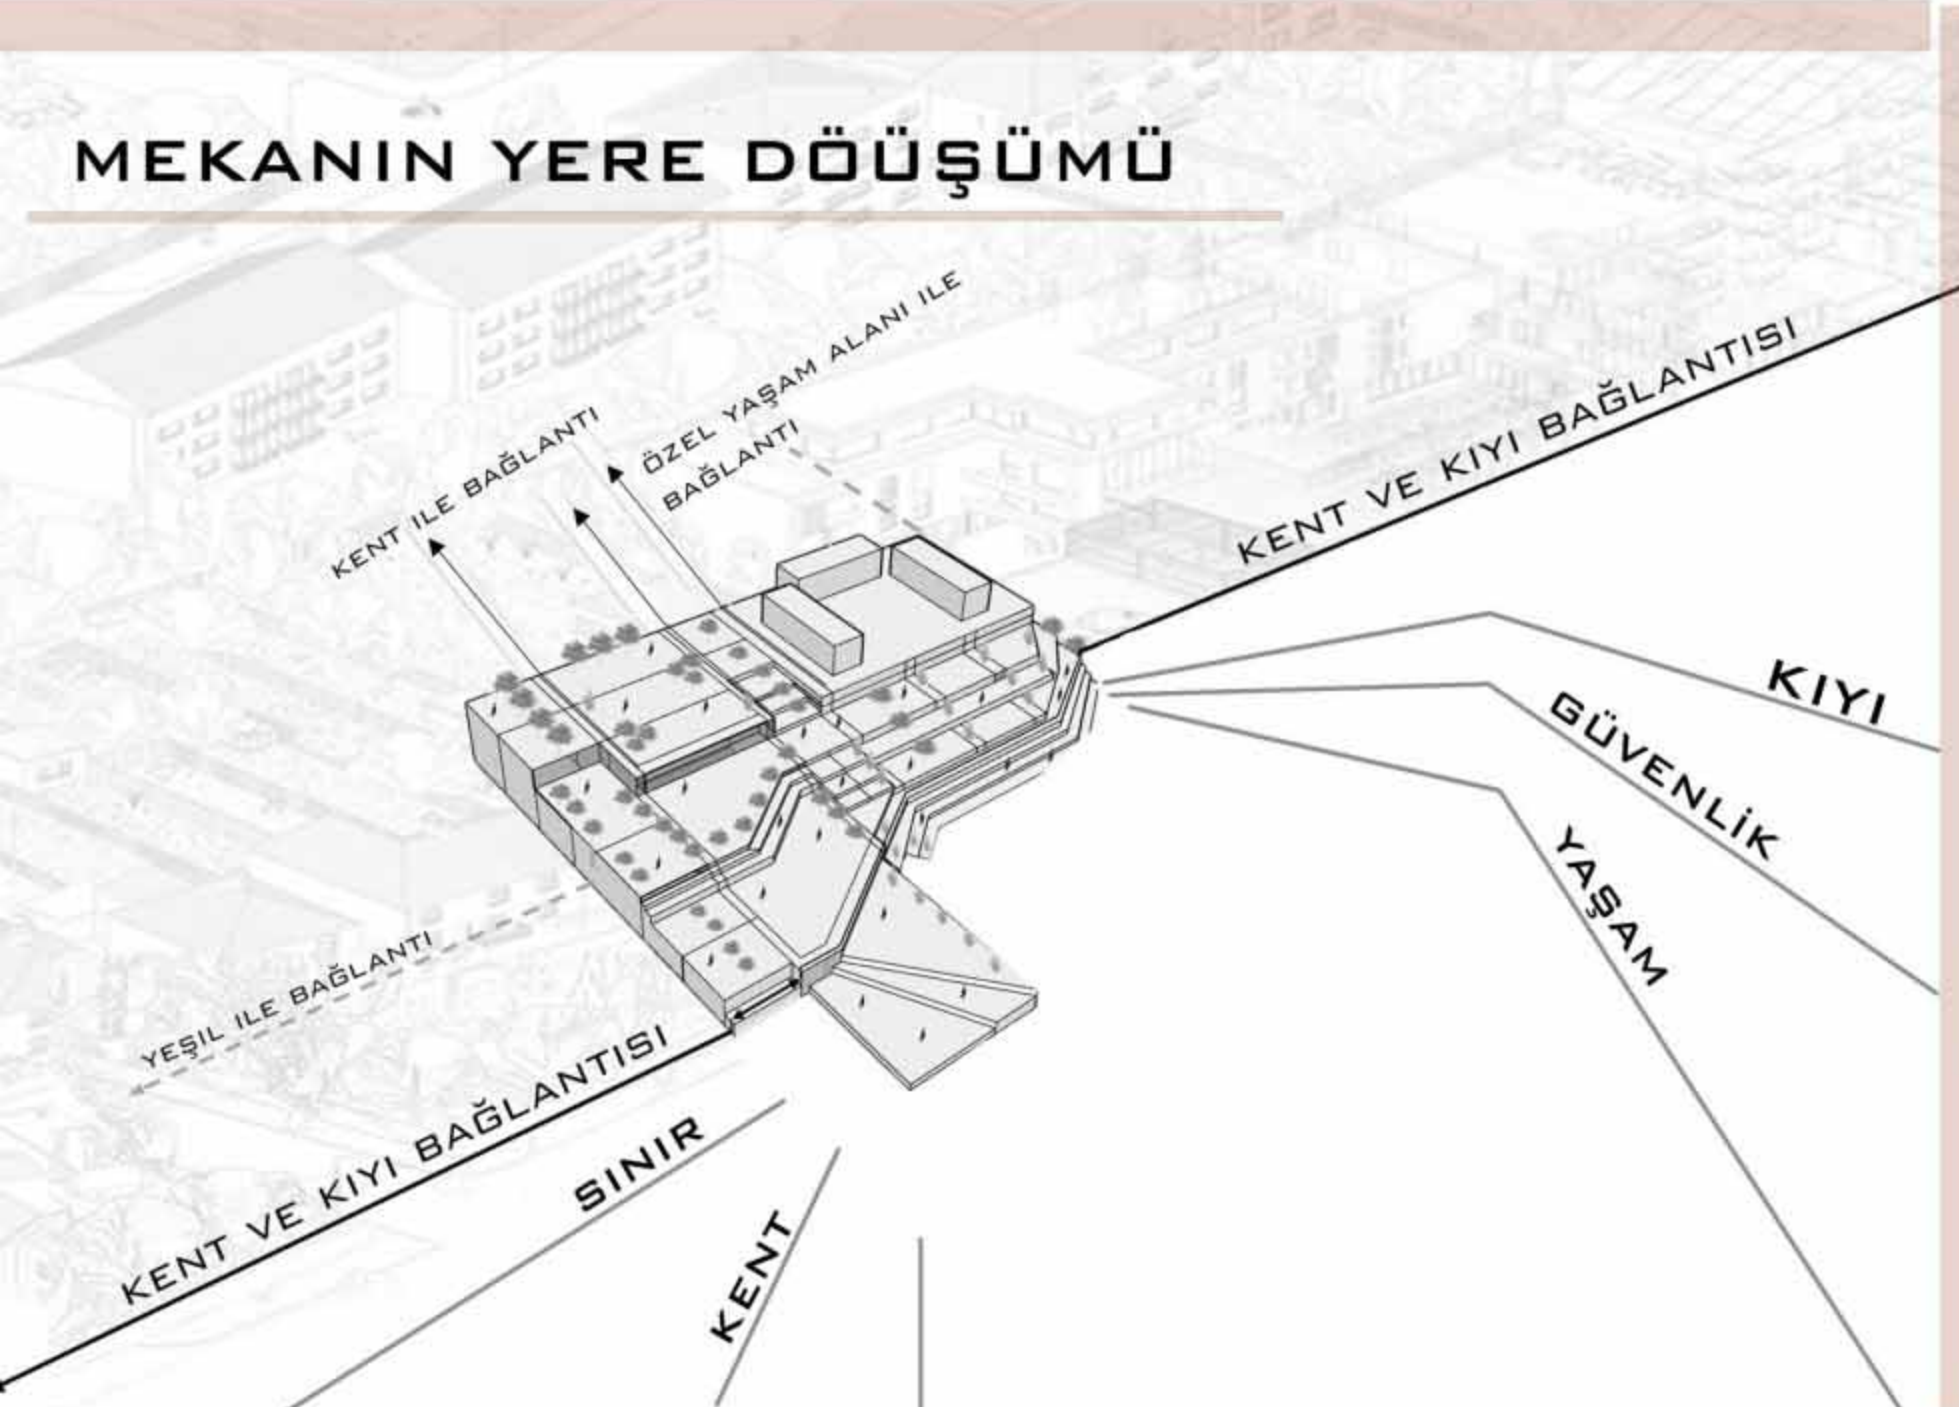 MEKANIN YERE DÖÜŞÜMÜ
KENT ILE BAĞLANTI
ÖZEL YAŞAM ALANI ILE
BAĞLANTI
KENT VE KIYI BAĞLANTISI
KIYI
GÜVENLİK
YAŞAM
YEŞIL ILE BAĞLANTI
KENT VE KIYI BAĞLANTISI
SINIR
KENT